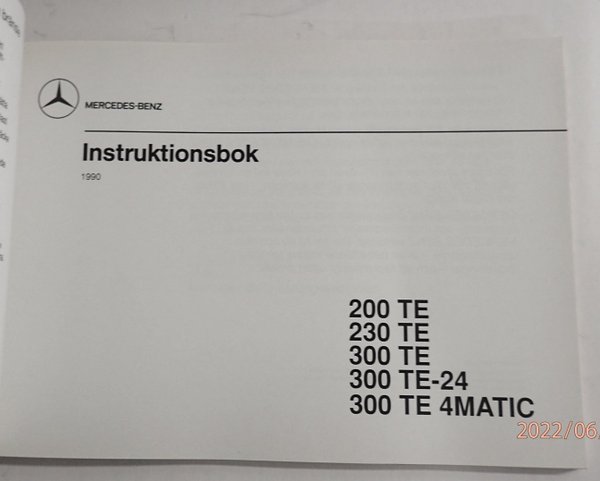 MERCEDES-BENZ
Instruktionsbok
1990
200 TE
230 TE
300 TE
300 TE-24
300 TE 4MATIC
2022/06